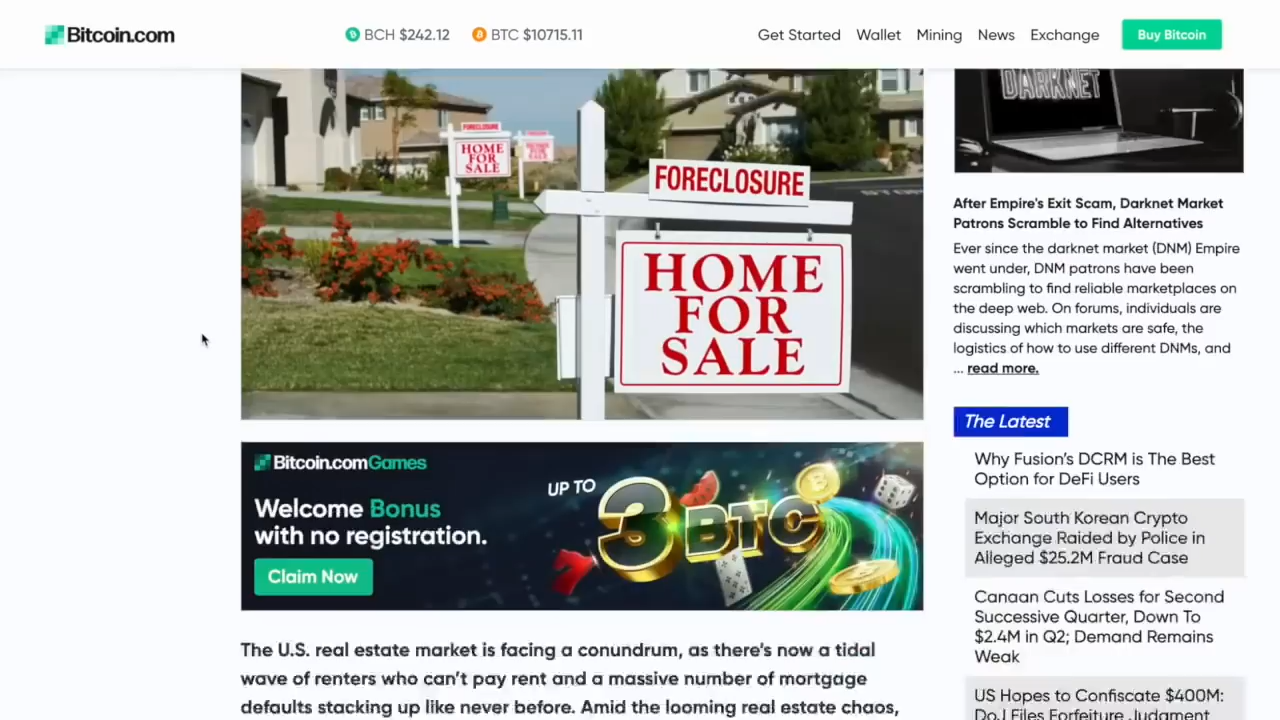 Bitcoin.com
BCH $242.12
BTC $10715.11
Get Started
Wallet
Mining
News
Exchange
Buy Bitcoin
FORECLOSURE
HOME
FOR
SALE
FORECLOSURE
HOME
FOR
SALE
Bitcoin.comGames
Welcome Bonus
with no registration.
Claim Now
UP TO
3 BTC
The U.S. real estate market is facing a conundrum, as there's now a tidal
wave of renters who can't pay rent and a massive number of mortgage
defaults stacking up like never before. Amid the looming real estate chaos,
DARKNET
After Empire's Exit Scam, Darknet Market
Patrons Scramble to Find Alternatives
Ever since the darknet market (DNM) Empire
went under, DNM patrons have been
scrambling to find reliable marketplaces on
the deep web. On forums, individuals are
discussing which markets are safe, the
logistics of how to use different DNMs, and
... read more.
The Latest
Why Fusion's DCRM is The Best
Option for DeFi Users
Major South Korean Crypto
Exchange Raided by Police in
Alleged $25.2M Fraud Case
Canaan Cuts Losses for Second
Successive Quarter, Down To
$2.4M in Q2; Demand Remains
Weak
US Hopes to Confiscate $400M:
DoJ Files Forfeiture Judgment